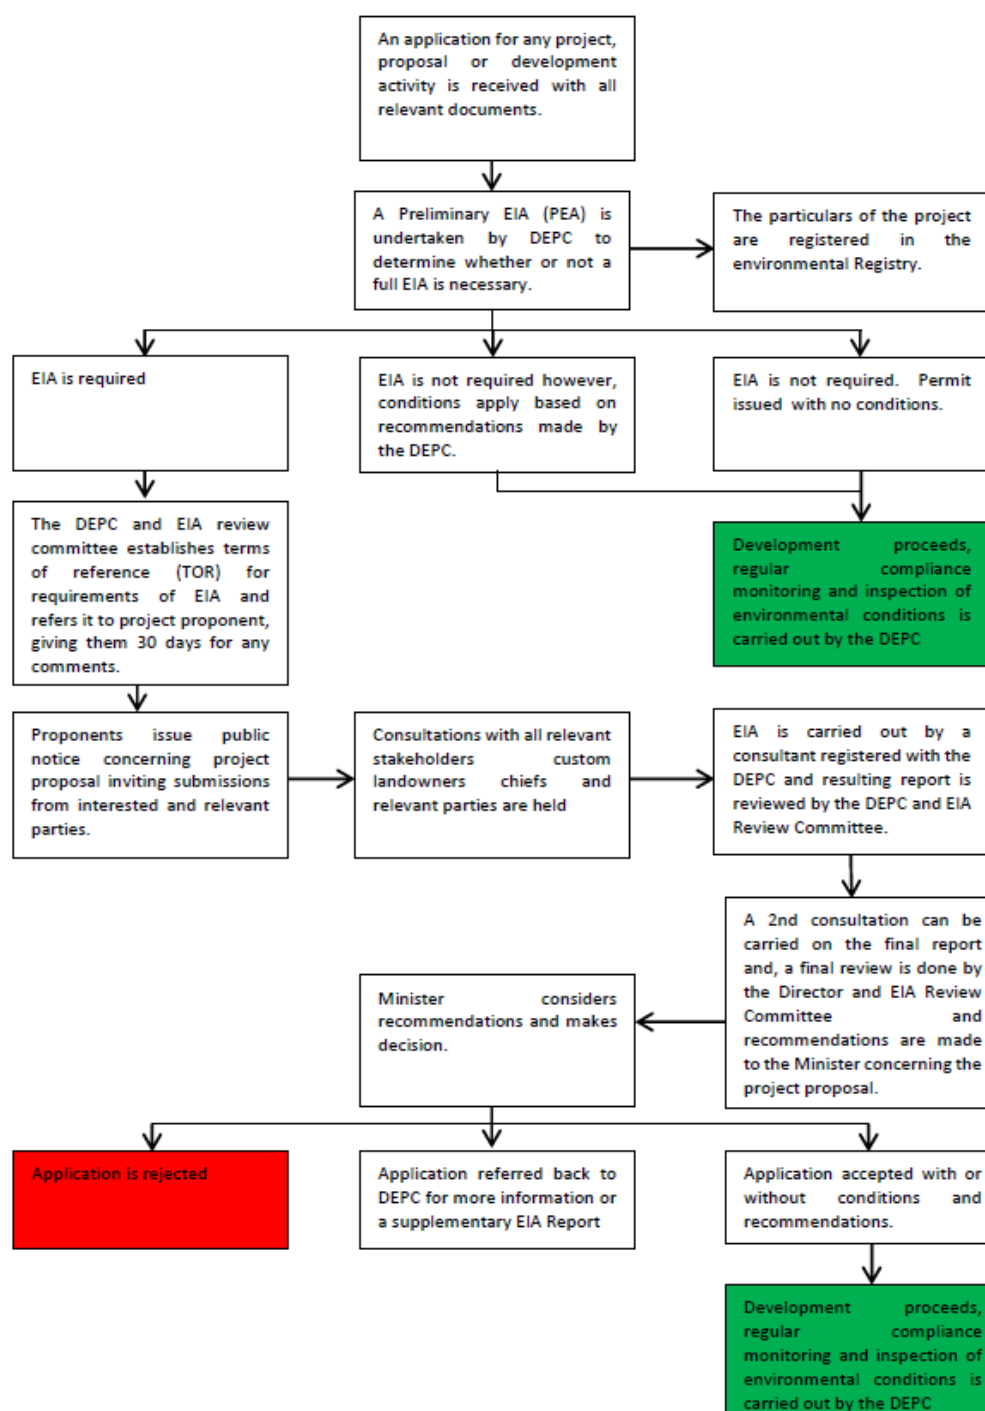 An application for any project,
proposal or development
activity is received with all
relevant documents.
A Preliminary EIA (PEA) is
undertaken by DEPC to
determine whether or not a
full EIA is necessary.
The particulars of the project
are registered in the
environmental Registry.
EIA is required
EIA is not required however,
conditions apply based on
recommendations made by
the DEPC.
EIA is not required. Permit
issued with no conditions.
The DEPC and EIA review
committee establishes terms
of reference (TOR) for
requirements of EIA and
refers it to project proponent,
giving them 30 days for any
comments.
Development proceeds,
regular compliance
monitoring and inspection of
environmental conditions is
carried out by the DEPC
Proponents issue public
notice concerning project
proposal inviting submissions
from interested and relevant
parties.
Consultations with all relevant
stakeholders custom
landowners chiefs and
relevant parties are held
EIA is carried out by a
consultant registered with the
DEPC and resulting report is
reviewed by the DEPC and EIA
Review Committee.
A 2nd consultation can be
carried on the final report
and, a final review is done by
the Director and EIA Review
Committee and
recommendations are made
to the Minister concerning the
project proposal.
Minister considers
recommendations and makes
decision.
Application is rejected
Application referred back to
DEPC for more information or
a supplementary EIA Report
Application accepted with or
without conditions and
recommendations.
Development proceeds,
regular compliance
monitoring and inspection of
environmental conditions is
carried out by the DEPC